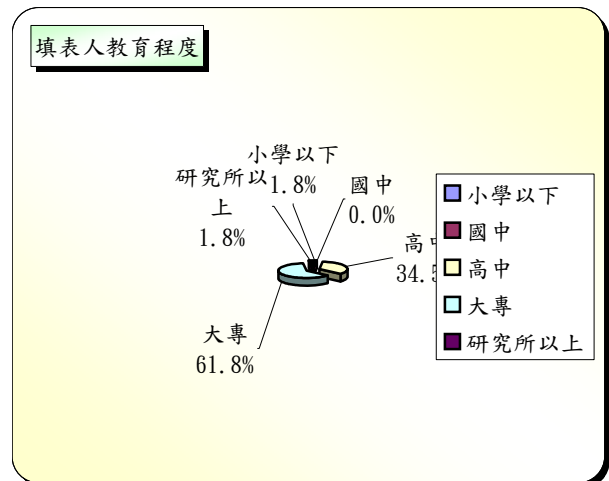 填表人教育程度
小學以下
1.8%
研究所以
上
1.8%
國中
0.0%
34.5
大專
61.8%
小學以下
國中
高中
大專
研究所以上